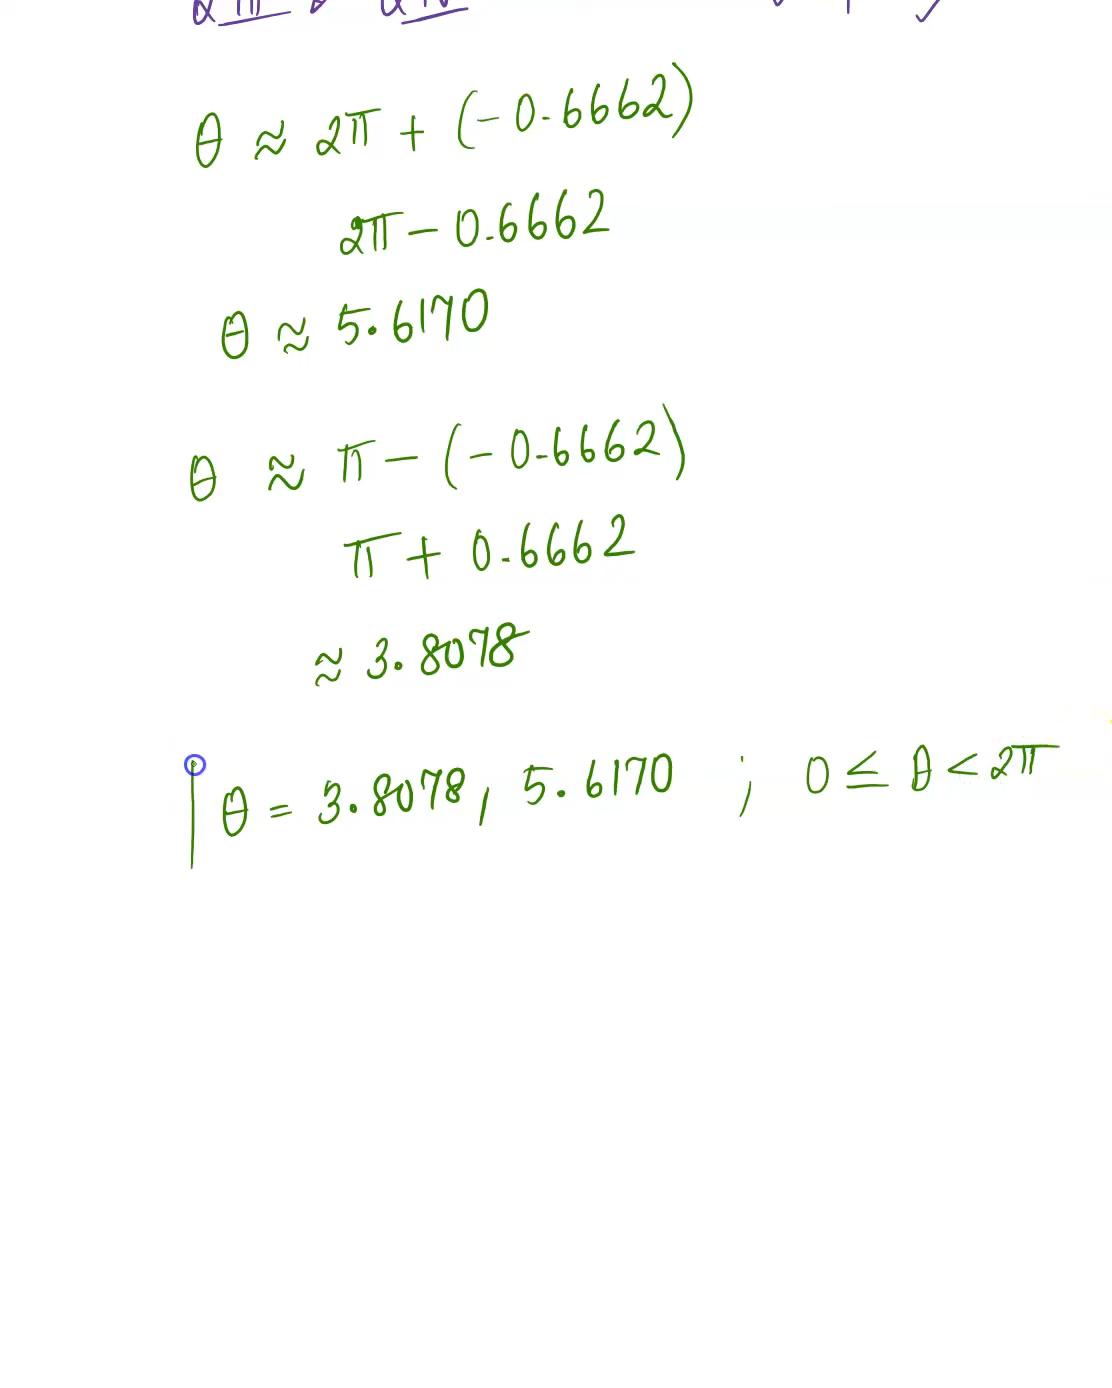 θ ≈ 2π + (-0.6662)
2π - 0.6662
θ ≈ 5.6170
θ ≈ π - (-0.6662)
π + 0.6662
≈ 3.8078
θ = 3.8078, 5.6170 ; 0 ≤ θ < 2π